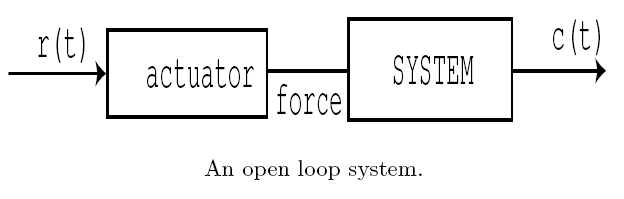 r(t)
actuator
force
SYSTEM
c(t)
An open loop system.